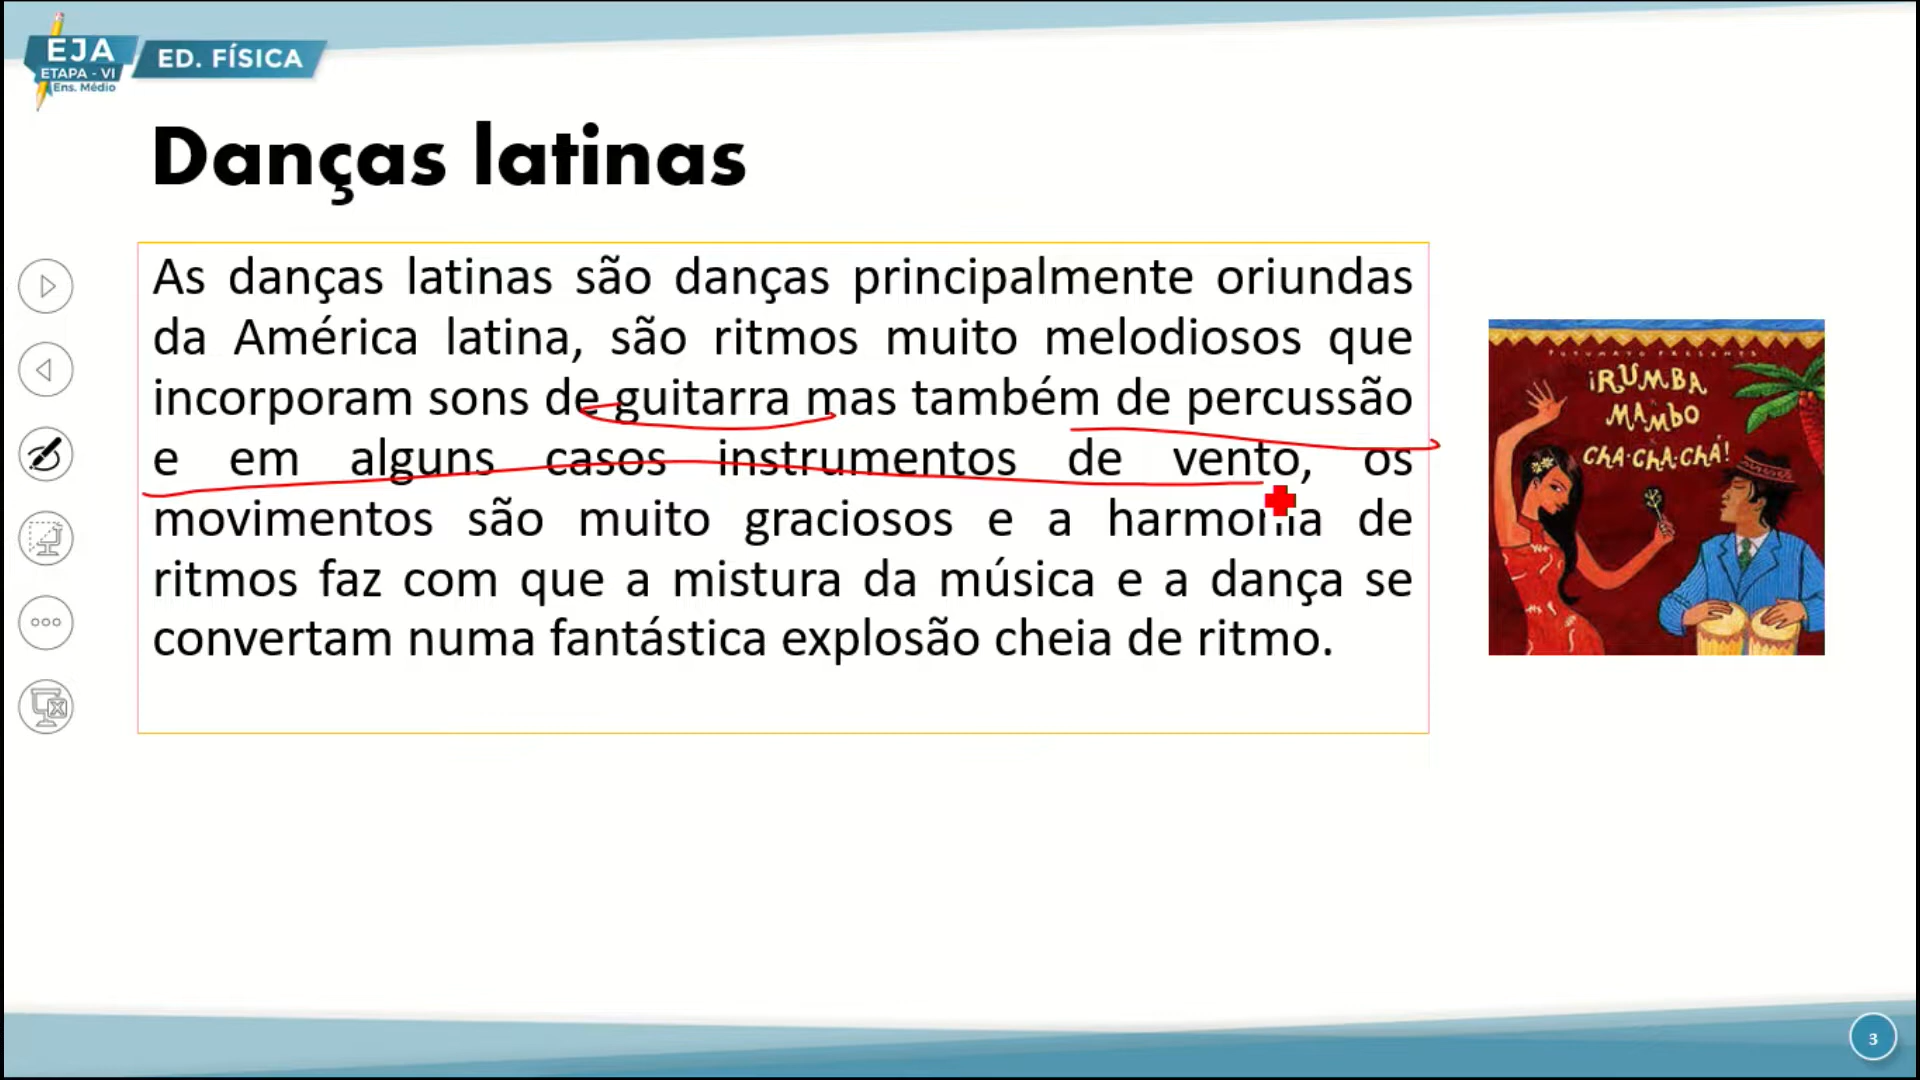 EJA
ETAPA - VI
Ens. Médio
ED. FÍSICA
Danças latinas
As danças latinas são danças principalmente oriundas
da América latina, são ritmos muito melodiosos que
incorporam sons de guitarra mas também de percussão
e em alguns casos instrumentos de vento, os
movimentos são muito graciosos e a harmonia de
ritmos faz com que a mistura da música e a dança se
convertam numa fantástica explosão cheia de ritmo.
PUTUMAYO PRESENTS
¡RUMBA
MAMBO
CHA·CHA·CHÁ!
3